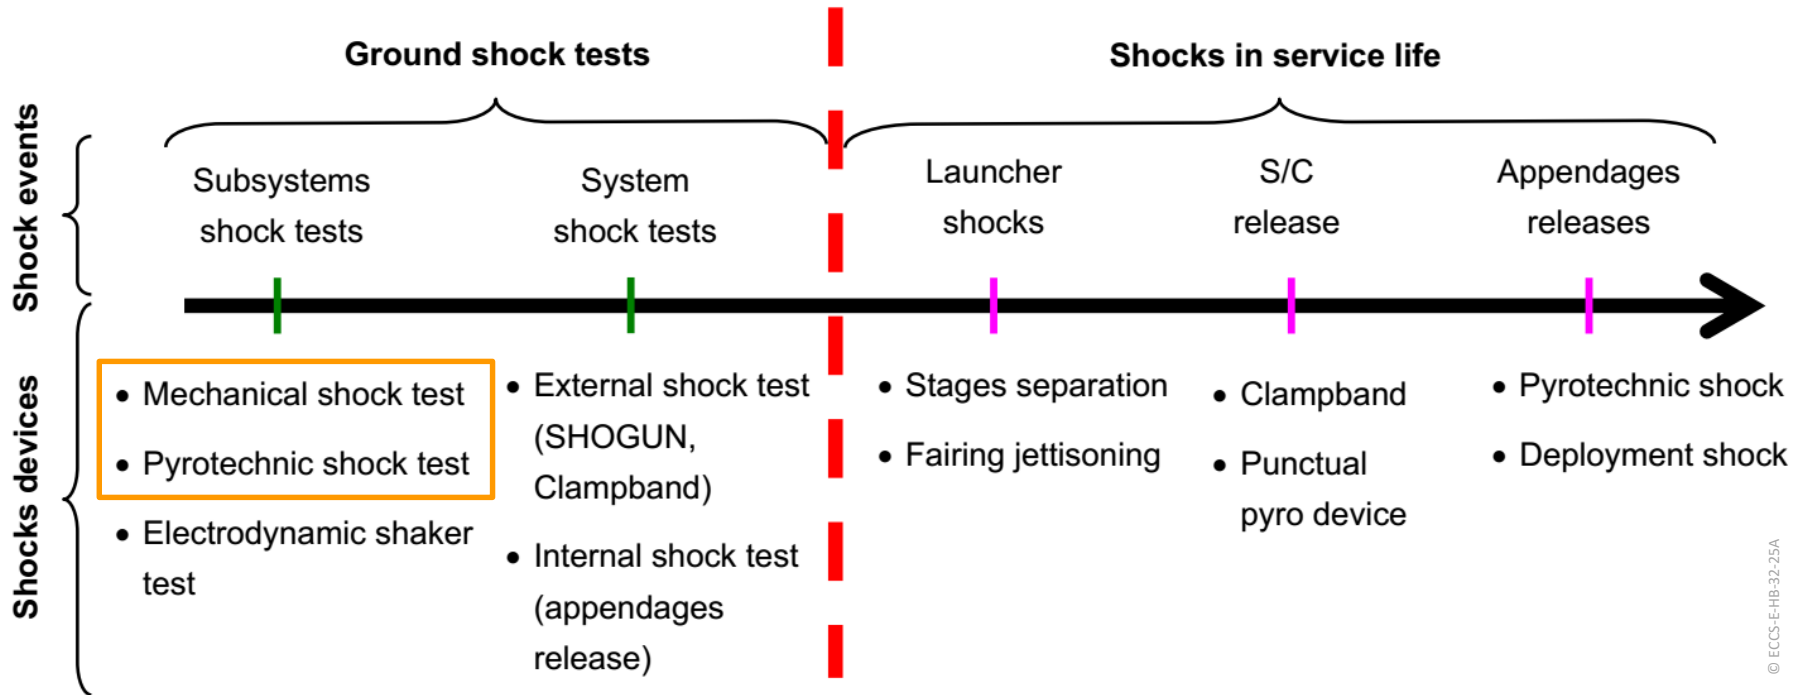 Ground shock tests
Shocks in service life
Shock events
Subsystems
shock tests
System
shock tests
Launcher
shocks
S/C
release
Appendages
releases
Shocks devices
• Mechanical shock test
• Pyrotechnic shock test
• Electrodynamic shaker
test
• External shock test
(SHOGUN,
Clampband)
• Internal shock test
(appendages
release)
• Stages separation
• Fairing jettisoning
• Clampband
• Punctual
pyro device
• Pyrotechnic shock
• Deployment shock
© ECCS-E-HB-32-25A